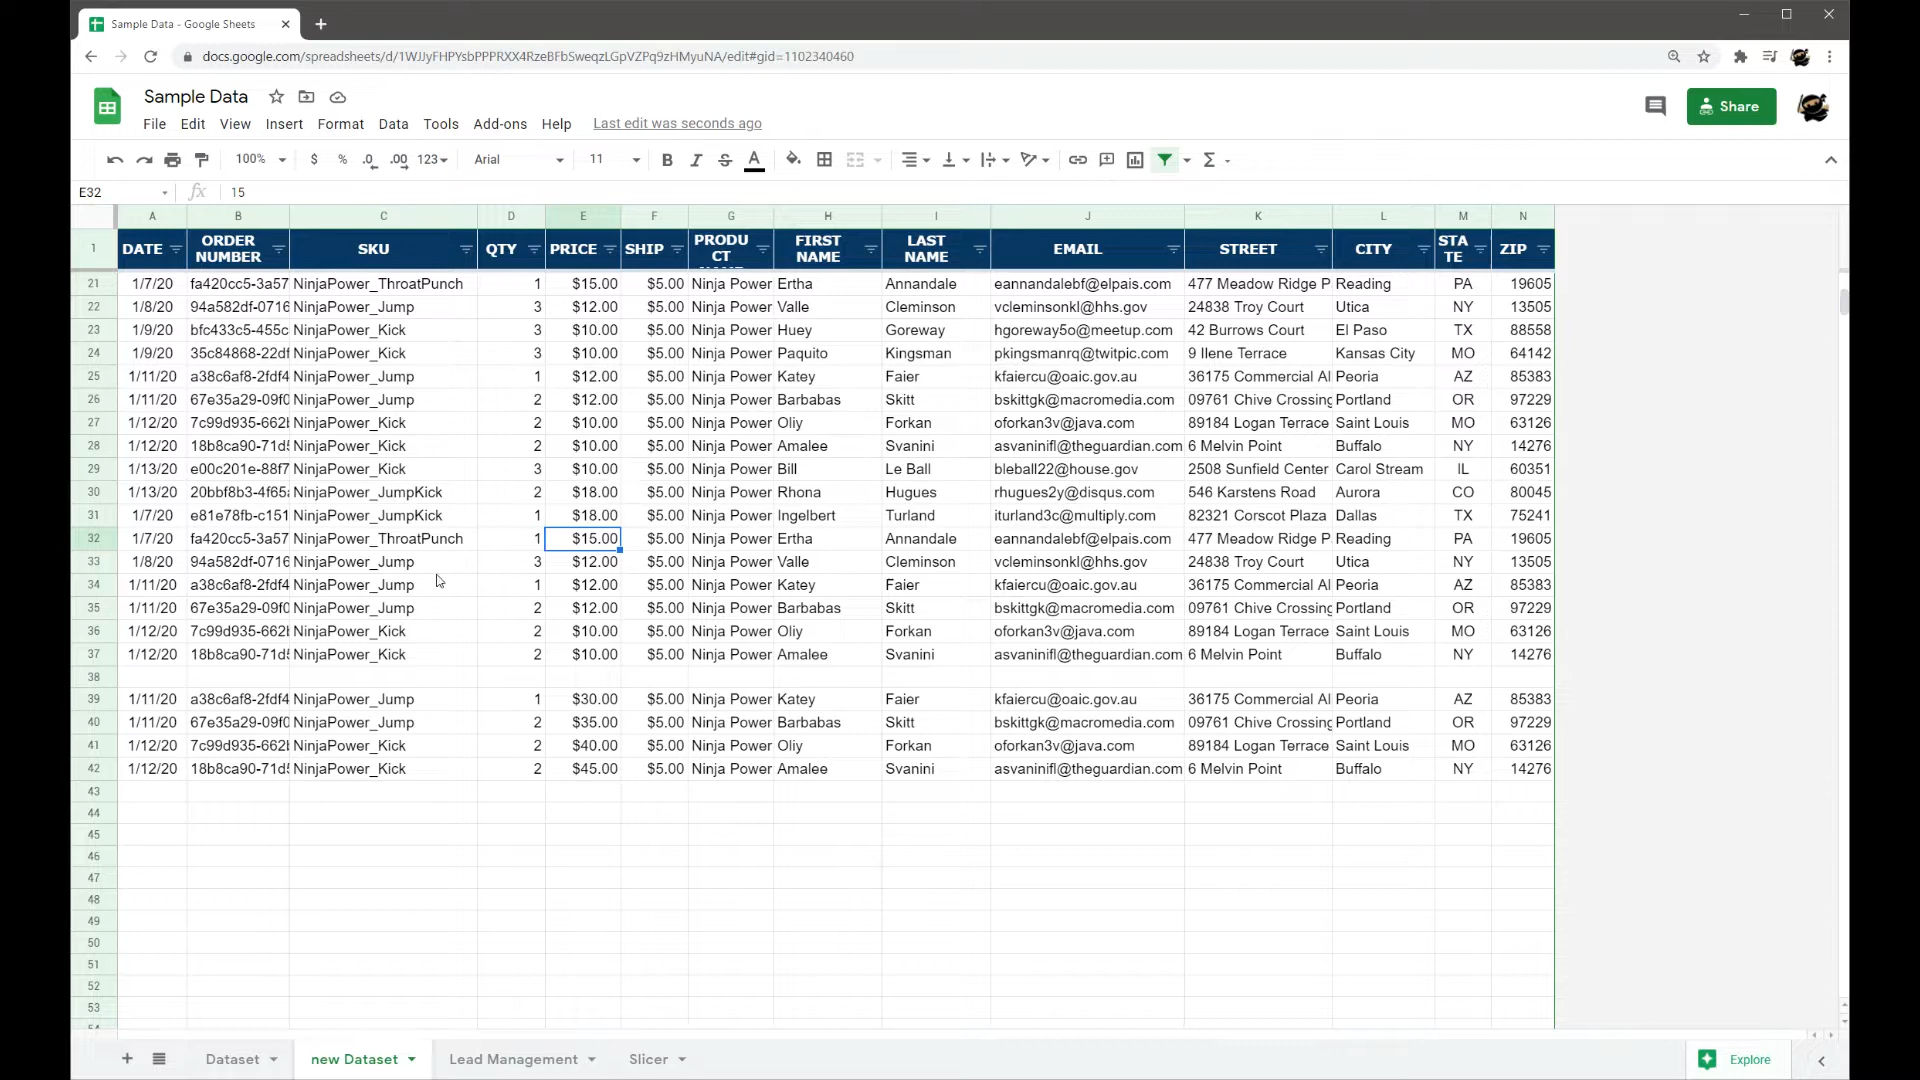 Sample Data - Google Sheets
docs.google.com/spreadsheets/d/1WJJyFHPYsbPPPRXX4RzeBFbSweqzLGpVZPq9zHMyuNA/edit#gid=1102340460
Sample Data
Share
File Edit View Insert Format Data Tools Add-ons Help Last edit was seconds ago
100% $ % .0 .00 123 Arial 11 B I S A Σ
E32 fx 15
A B C D E F G H I J K L M N
1 DATE ORDER NUMBER SKU QTY PRICE SHIP PRODU CT FIRST NAME LAST NAME EMAIL STREET CITY STA TE ZIP
21 1/7/20 fa420cc5-3a57 NinjaPower_ThroatPunch 1 $15.00 $5.00 Ninja Power Ertha Annandale eannandalebf@elpais.com 477 Meadow Ridge P Reading PA 19605
22 1/8/20 94a582df-0716 NinjaPower_Jump 3 $12.00 $5.00 Ninja Power Valle Cleminson vcleminsonkl@hhs.gov 24838 Troy Court Utica NY 13505
23 1/9/20 bfc433c5-455c NinjaPower_Kick 3 $10.00 $5.00 Ninja Power Huey Goreway hgoreway5o@meetup.com 42 Burrows Court El Paso TX 88558
24 1/9/20 35c84868-22df NinjaPower_Kick 3 $10.00 $5.00 Ninja Power Paquito Kingsman pkingsmanrq@twitpic.com 9 Ilene Terrace Kansas City MO 64142
25 1/11/20 a38c6af8-2fdf4 NinjaPower_Jump 1 $12.00 $5.00 Ninja Power Katey Faier kfaiercu@oaic.gov.au 36175 Commercial Al Peoria AZ 85383
26 1/11/20 67e35a29-09f0 NinjaPower_Jump 2 $12.00 $5.00 Ninja Power Barbabas Skitt bskittgk@macromedia.com 09761 Chive Crossing Portland OR 97229
27 1/12/20 7c99d935-662b NinjaPower_Kick 2 $10.00 $5.00 Ninja Power Oliy Forkan oforkan3v@java.com 89184 Logan Terrace Saint Louis MO 63126
28 1/12/20 18b8ca90-71d5 NinjaPower_Kick 2 $10.00 $5.00 Ninja Power Amalee Svanini asvaninifl@theguardian.com 6 Melvin Point Buffalo NY 14276
29 1/13/20 e00c201e-88f7 NinjaPower_Kick 3 $10.00 $5.00 Ninja Power Bill Le Ball bleball22@house.gov 2508 Sunfield Center Carol Stream IL 60351
30 1/13/20 20bbf8b3-4f65 NinjaPower_JumpKick 2 $18.00 $5.00 Ninja Power Rhona Hugues rhugues2y@disqus.com 546 Karstens Road Aurora CO 80045
31 1/7/20 e81e78fb-c151 NinjaPower_JumpKick 1 $18.00 $5.00 Ninja Power Ingelbert Turland iturland3c@multiply.com 82321 Corscot Plaza Dallas TX 75241
32 1/7/20 fa420cc5-3a57 NinjaPower_ThroatPunch 1 $15.00 $5.00 Ninja Power Ertha Annandale eannandalebf@elpais.com 477 Meadow Ridge P Reading PA 19605
33 1/8/20 94a582df-0716 NinjaPower_Jump 3 $12.00 $5.00 Ninja Power Valle Cleminson vcleminsonkl@hhs.gov 24838 Troy Court Utica NY 13505
34 1/11/20 a38c6af8-2fdf4 NinjaPower_Jump 1 $12.00 $5.00 Ninja Power Katey Faier kfaiercu@oaic.gov.au 36175 Commercial Al Peoria AZ 85383
35 1/11/20 67e35a29-09f0 NinjaPower_Jump 2 $12.00 $5.00 Ninja Power Barbabas Skitt bskittgk@macromedia.com 09761 Chive Crossing Portland OR 97229
36 1/12/20 7c99d935-662b NinjaPower_Kick 2 $10.00 $5.00 Ninja Power Oliy Forkan oforkan3v@java.com 89184 Logan Terrace Saint Louis MO 63126
37 1/12/20 18b8ca90-71d5 NinjaPower_Kick 2 $10.00 $5.00 Ninja Power Amalee Svanini asvaninifl@theguardian.com 6 Melvin Point Buffalo NY 14276
38
39 1/11/20 a38c6af8-2fdf4 NinjaPower_Jump 1 $30.00 $5.00 Ninja Power Katey Faier kfaiercu@oaic.gov.au 36175 Commercial Al Peoria AZ 85383
40 1/11/20 67e35a29-09f0 NinjaPower_Jump 2 $35.00 $5.00 Ninja Power Barbabas Skitt bskittgk@macromedia.com 09761 Chive Crossing Portland OR 97229
41 1/12/20 7c99d935-662b NinjaPower_Kick 2 $40.00 $5.00 Ninja Power Oliy Forkan oforkan3v@java.com 89184 Logan Terrace Saint Louis MO 63126
42 1/12/20 18b8ca90-71d5 NinjaPower_Kick 2 $45.00 $5.00 Ninja Power Amalee Svanini asvaninifl@theguardian.com 6 Melvin Point Buffalo NY 14276
43
44
45
46
47
48
49
50
51
52
53
Dataset new Dataset Lead Management Slicer Explore